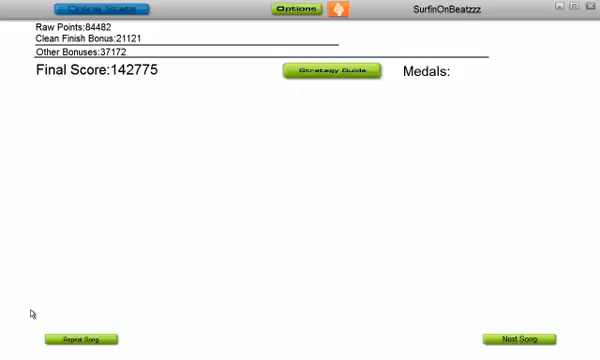 Online Stats
Options
SurfinOnBeatzzz
Raw Points:84482
Clean Finish Bonus:21121
Other Bonuses:37172
Final Score:142775
Strategy Guide
Medals:
Repeat Song
Next Song